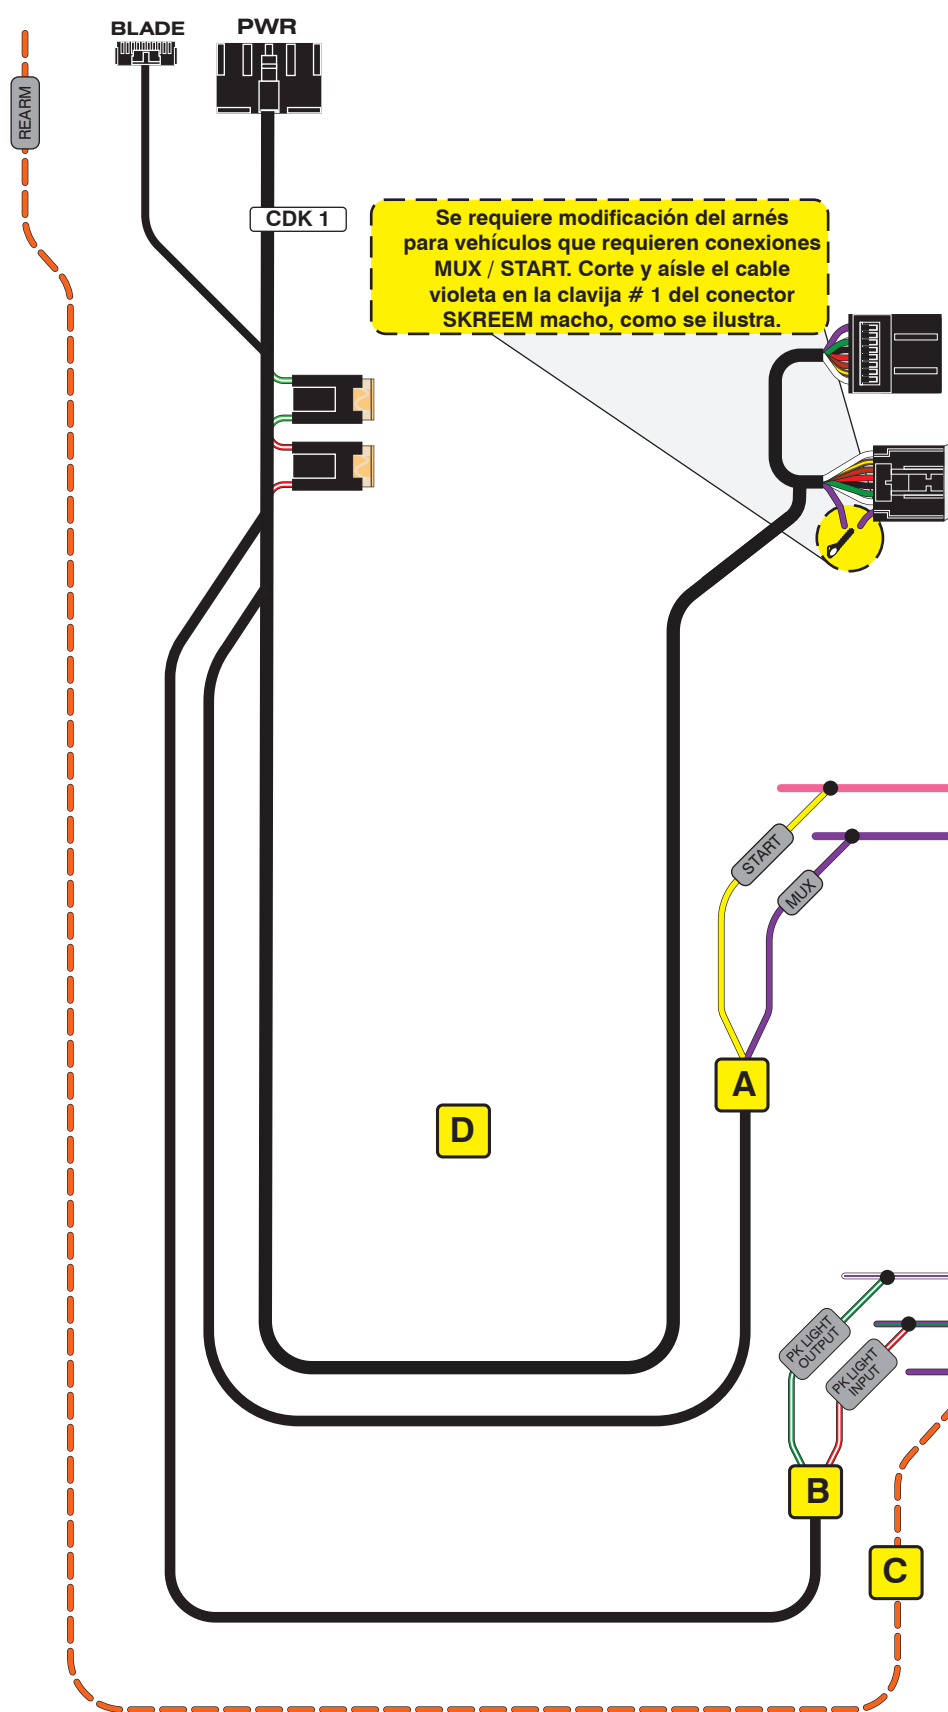 BLADE
PWR
REARM
CDK 1
Se requiere modificación del arnés
para vehículos que requieren conexiones
MUX / START. Corte y aísle el cable
violeta en la clavija # 1 del conector
SKREEM macho, como se ilustra.
START
MUX
A
D
PK LIGHT
OUTPUT
PK LIGHT
INPUT
B
C